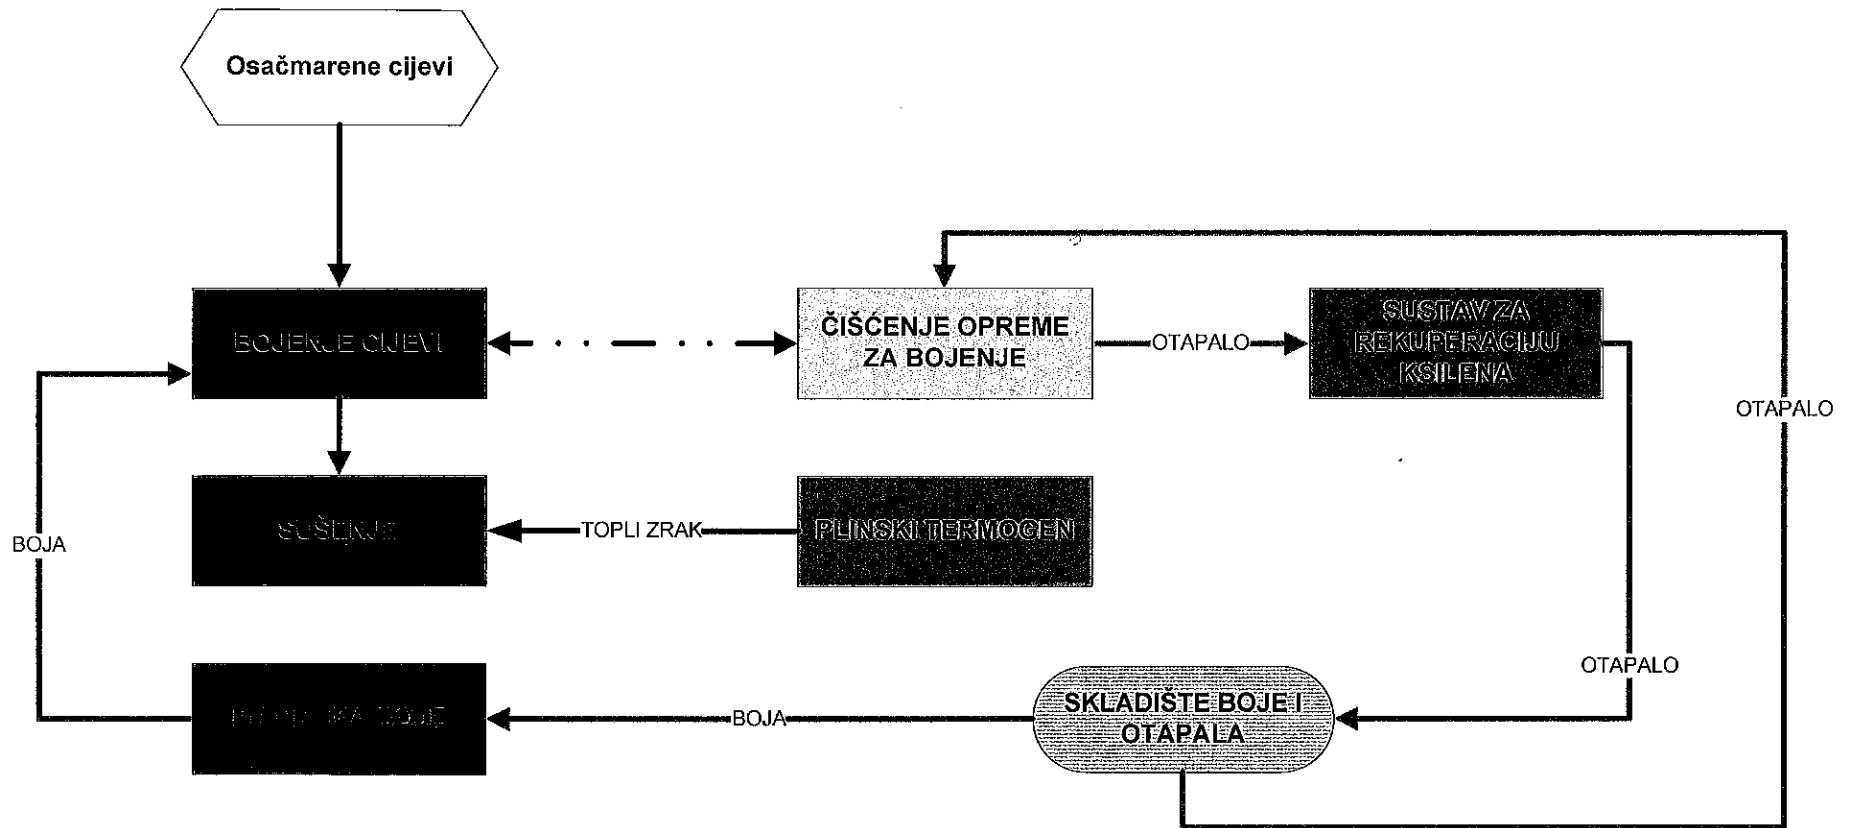 Osačmarene cijevi
BOJENJE CIJEVI
ČIŠĆENJE OPREME
ZA BOJENJE
OTAPALO
SUSTAV ZA
REKUPERACIJU
KSILENA
OTAPALO
SUŠENJE
TOPLI ZRAK
PLINSKI TERMOGEN
BOJA
OTAPALO
BOJE
BOJA
SKLADIŠTE BOJE I
OTAPALA